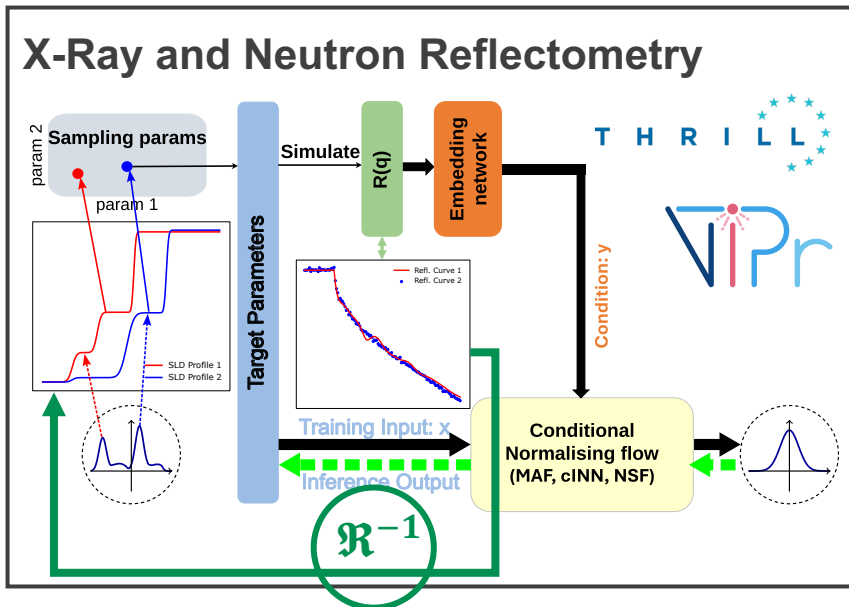 X-Ray and Neutron Reflectometry
Sampling params
param 2
param 1
SLD Profile 1
SLD Profile 2
Target Parameters
Simulate
R(q)
Embedding
network
Refl. Curve 1
Refl. Curve 2
Condition: y
THRILL
ViPr
Training Input: x
Inference Output
Conditional
Normalising flow
(MAF, cINN, NSF)
ℜ⁻¹